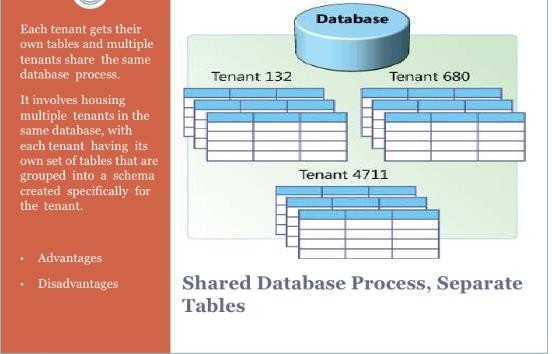 Each tenant gets their
own tables and multiple
tenants share the same
database process.
It involves housing
multiple tenants in the
same database, with
each tenant having its
own set of tables that are
grouped into a schema
created specifically for
the tenant.
• Advantages
• Disadvantages
Database
Tenant 132
Tenant 680
Tenant 4711
Shared Database Process, Separate
Tables